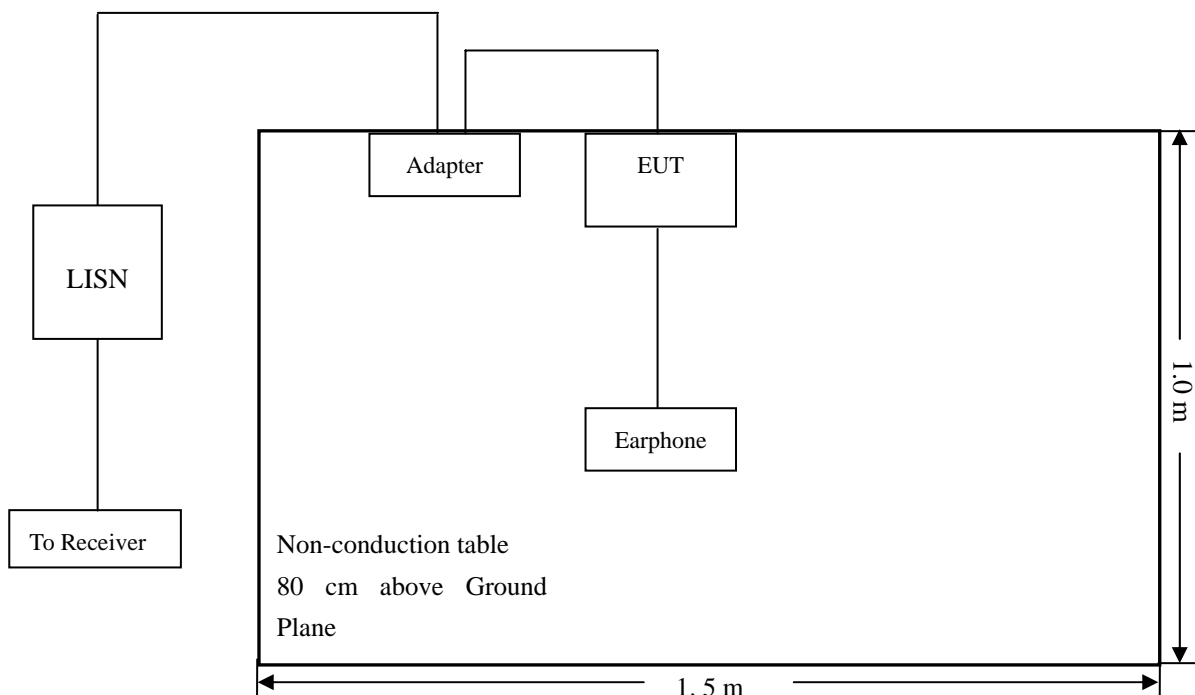 Adapter
EUT
LISN
Earphone
To Receiver
Non-conduction table
80 cm above Ground
Plane
1.0 m
1. 5 m